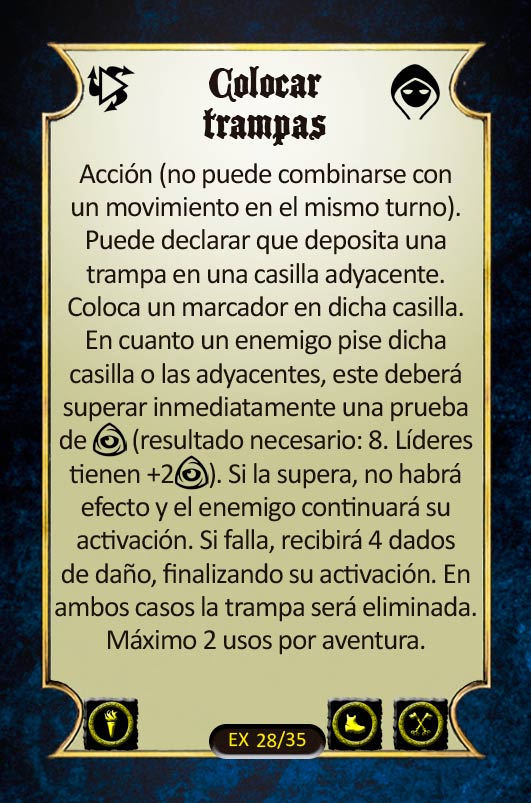 Colocar
trampas
Acción (no puede combinarse con
un movimiento en el mismo turno).
Puede declarar que deposita una
trampa en una casilla adyacente.
Coloca un marcador en dicha casilla.
En cuanto un enemigo pise dicha
casilla o las adyacentes, este deberá
superar inmediatamente una prueba
de (resultado necesario: 8. Líderes
tienen +2). Si la supera, no habrá
efecto y el enemigo continuará su
activación. Si falla, recibirá 4 dados
de daño, finalizando su activación. En
ambos casos la trampa será eliminada.
Máximo 2 usos por aventura.
EX 28/35